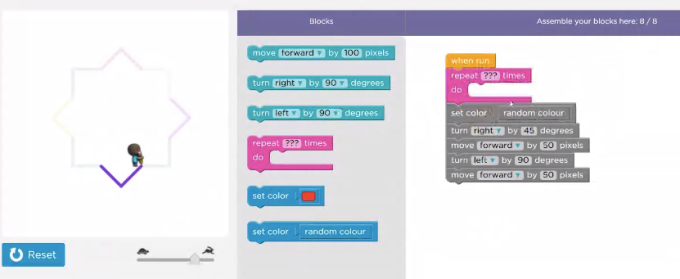 Blocks
Assemble your blocks here: 8 / 8
move forward by 100 pixels
turn right by 90 degrees
turn left by 90 degrees
repeat ??? times
do
set color
set color random colour
when run
repeat ??? times
do
set color random colour
turn right by 45 degrees
move forward by 50 pixels
turn left by 90 degrees
move forward by 50 pixels
Reset